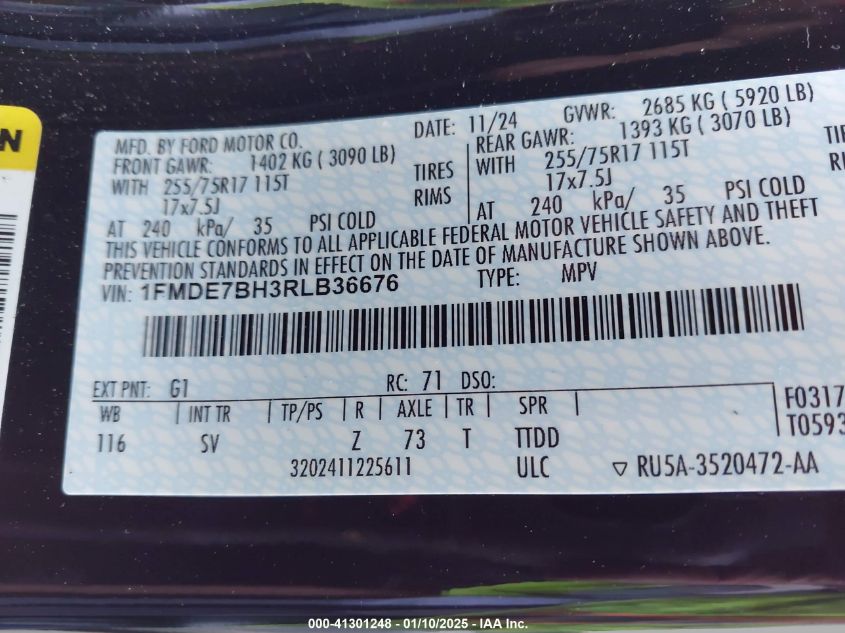 N
MFD. BY FORD MOTOR CO. DATE: 11/24 GVWR: 2685 KG ( 5920 LB)
FRONT GAWR: 1402 KG ( 3090 LB) REAR GAWR: 1393 KG ( 3070 LB)
WITH 255/75R17 115T TIRES WITH 255/75R17 115T TIR
17x7.5J RIMS 17x7.5J
AT 240 kPa/ 35 PSI COLD AT 240 kPa/ 35 PSI COLD
THIS VEHICLE CONFORMS TO ALL APPLICABLE FEDERAL MOTOR VEHICLE SAFETY AND THEFT
PREVENTION STANDARDS IN EFFECT ON THE DATE OF MANUFACTURE SHOWN ABOVE.
VIN: 1FMDE7BH3RLB36676 TYPE: MPV
EXT PNT: G1 RC: 71 DSO:
WB | INT TR | TP/PS | R | AXLE | TR | SPR | F0317
116 SV Z 73 T TTDD T0593
3202411225611 ULC ▽ RU5A-3520472-AA
000-41301248 - 01/10/2025 - IAA Inc.